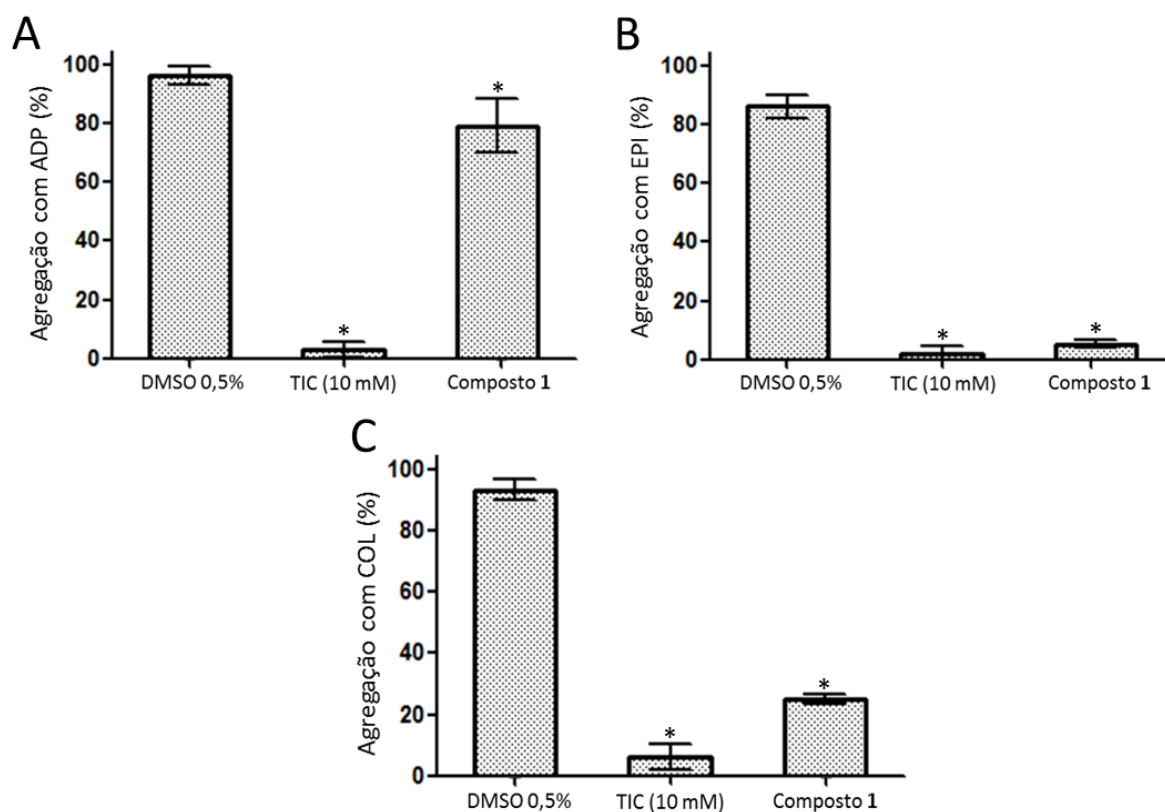 A
Agregação com ADP (%)
100
80
60
40
20
0
*
*
DMSO 0,5%
TIC (10 mM)
Composto 1
B
Agregação com EPI (%)
100
80
60
40
20
0
*
*
DMSO 0,5%
TIC (10 mM)
Composto 1
C
Agregação com COL (%)
100
80
60
40
20
0
*
*
DMSO 0,5%
TIC (10 mM)
Composto 1